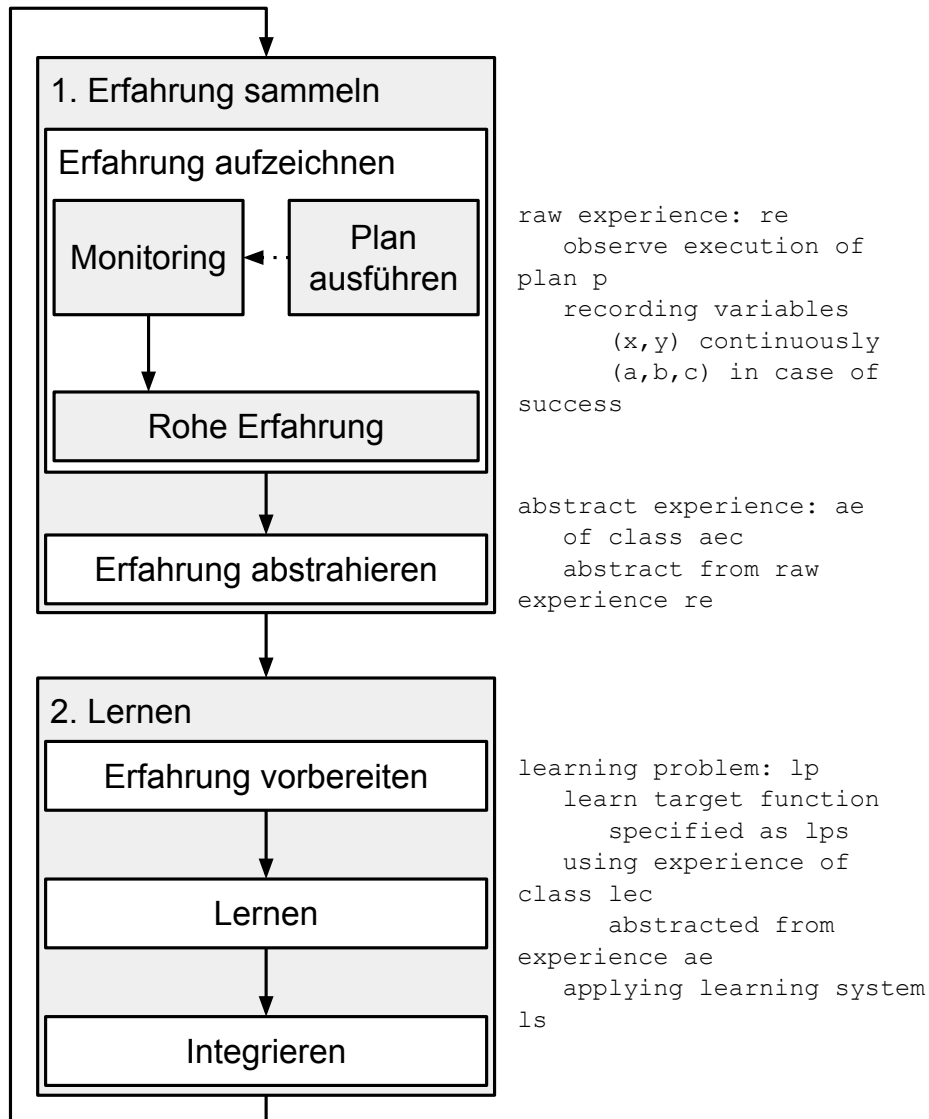 1. Erfahrung sammeln
Erfahrung aufzeichnen
Monitoring
Plan
ausführen
Rohe Erfahrung
Erfahrung abstrahieren
raw experience: re
observe execution of
plan p
recording variables
(x,y) continuously
(a,b,c) in case of
success
abstract experience: ae
of class aec
abstract from raw
experience re
2. Lernen
Erfahrung vorbereiten
Lernen
Integrieren
learning problem: lp
learn target function
specified as lps
using experience of
class lec
abstracted from
experience ae
applying learning system
ls